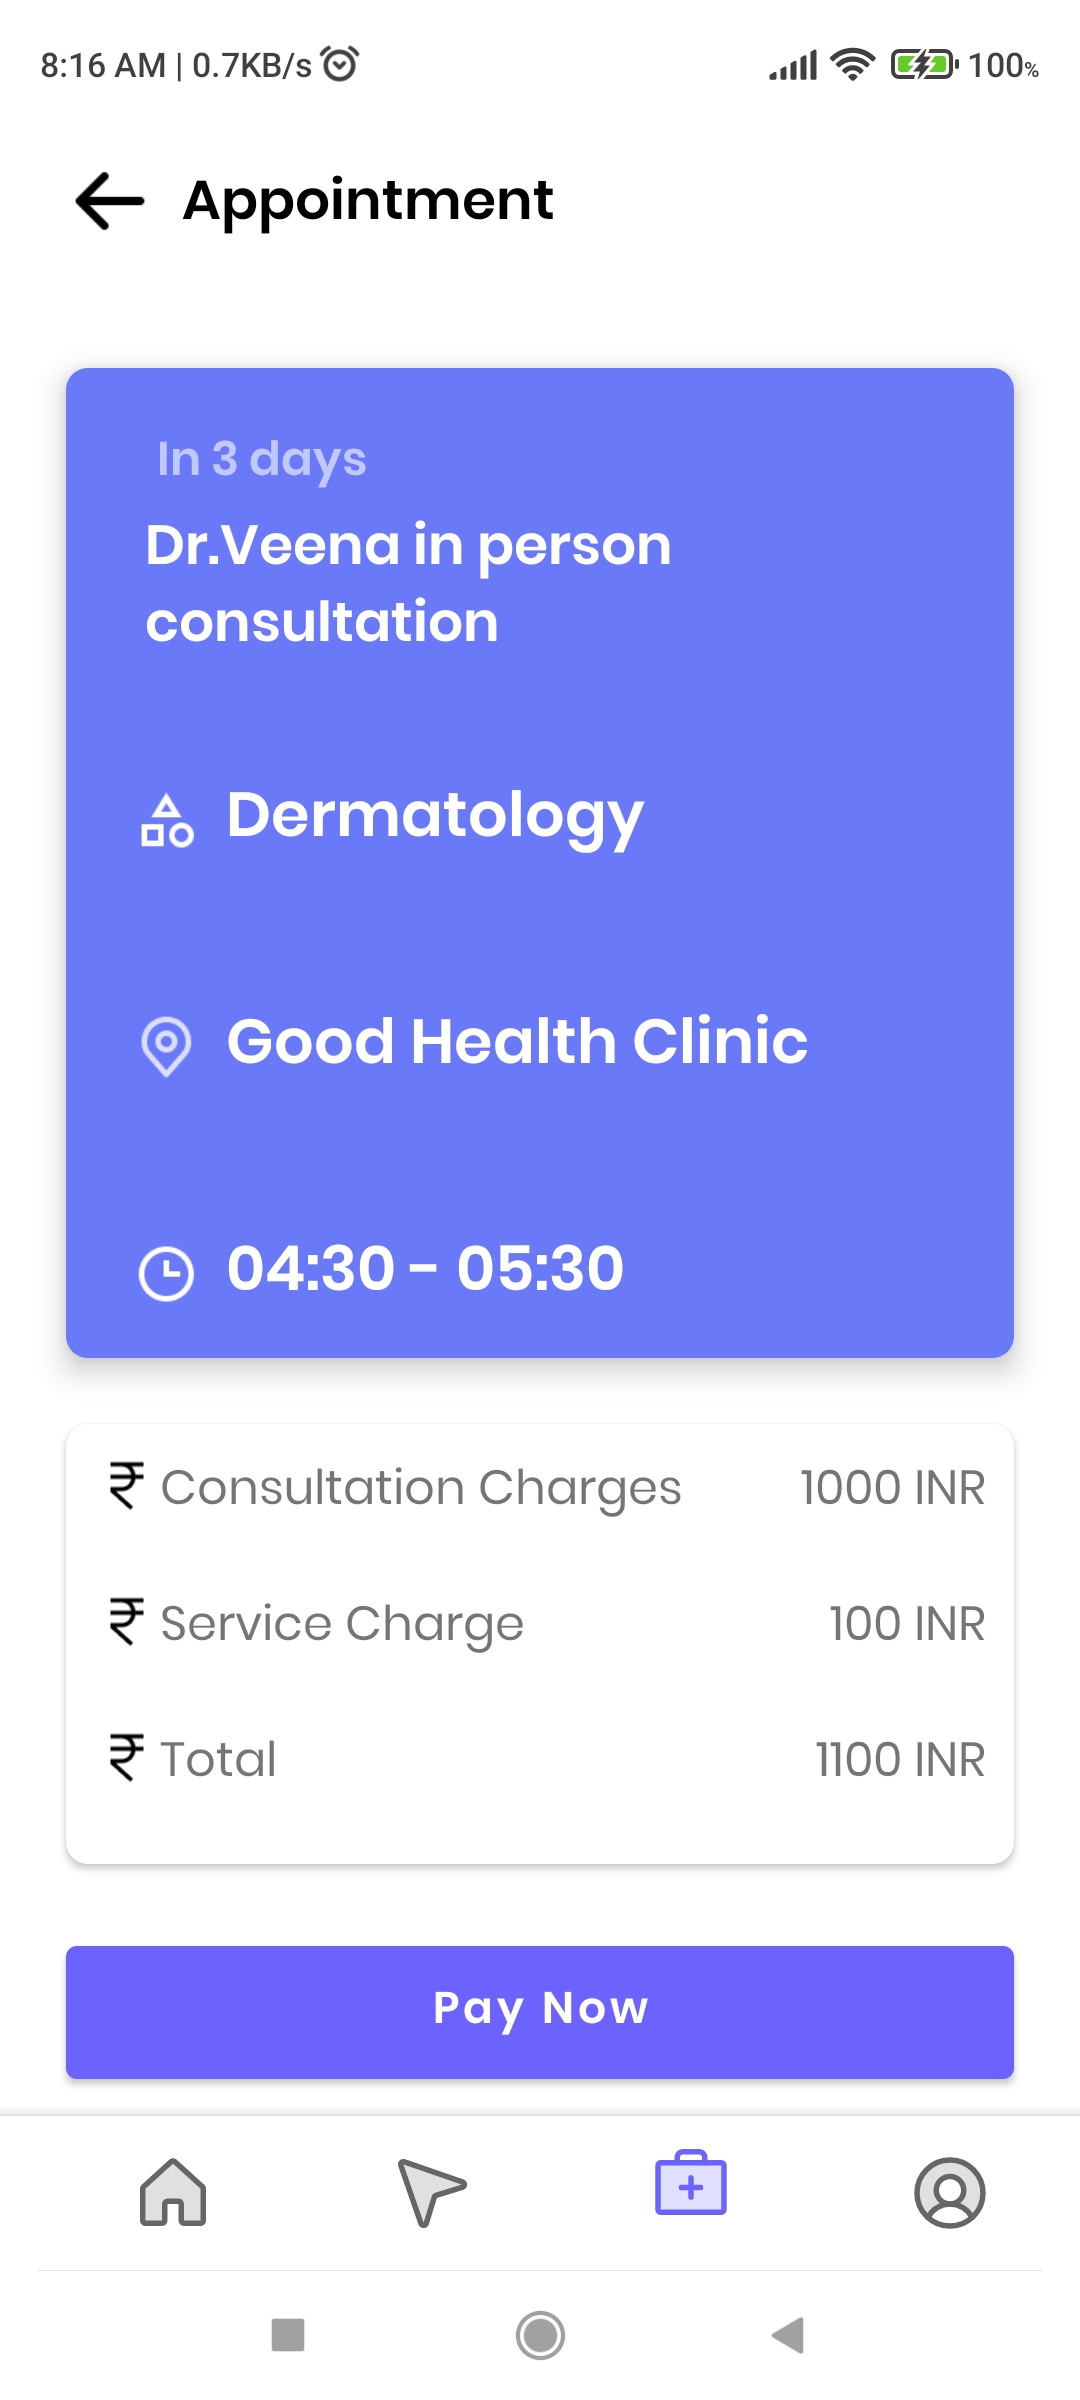 8:16 AM | 0.7KB/s 100%
Appointment
In 3 days
Dr.Veena in person
consultation
Dermatology
Good Health Clinic
04:30 - 05:30
₹ Consultation Charges 1000 INR
₹ Service Charge 100 INR
₹ Total 1100 INR
Pay Now